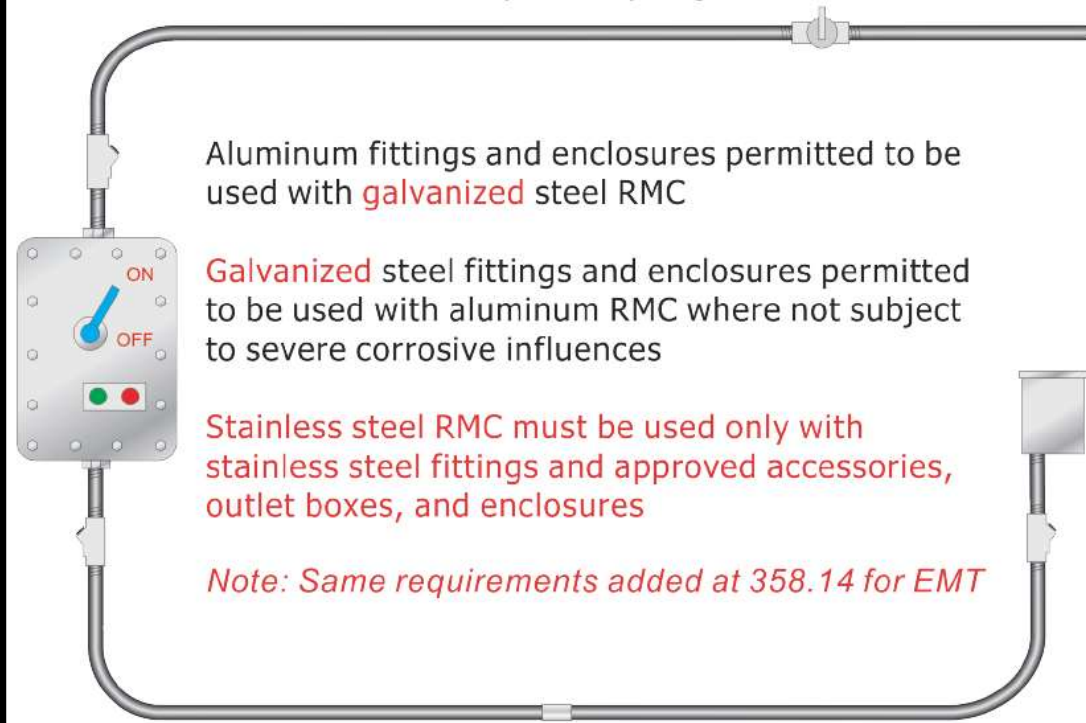 Aluminum fittings and enclosures permitted to be
used with galvanized steel RMC
Galvanized steel fittings and enclosures permitted
to be used with aluminum RMC where not subject
to severe corrosive influences
ON
OFF
Stainless steel RMC must be used only with
stainless steel fittings and approved accessories,
outlet boxes, and enclosures
Note: Same requirements added at 358.14 for EMT